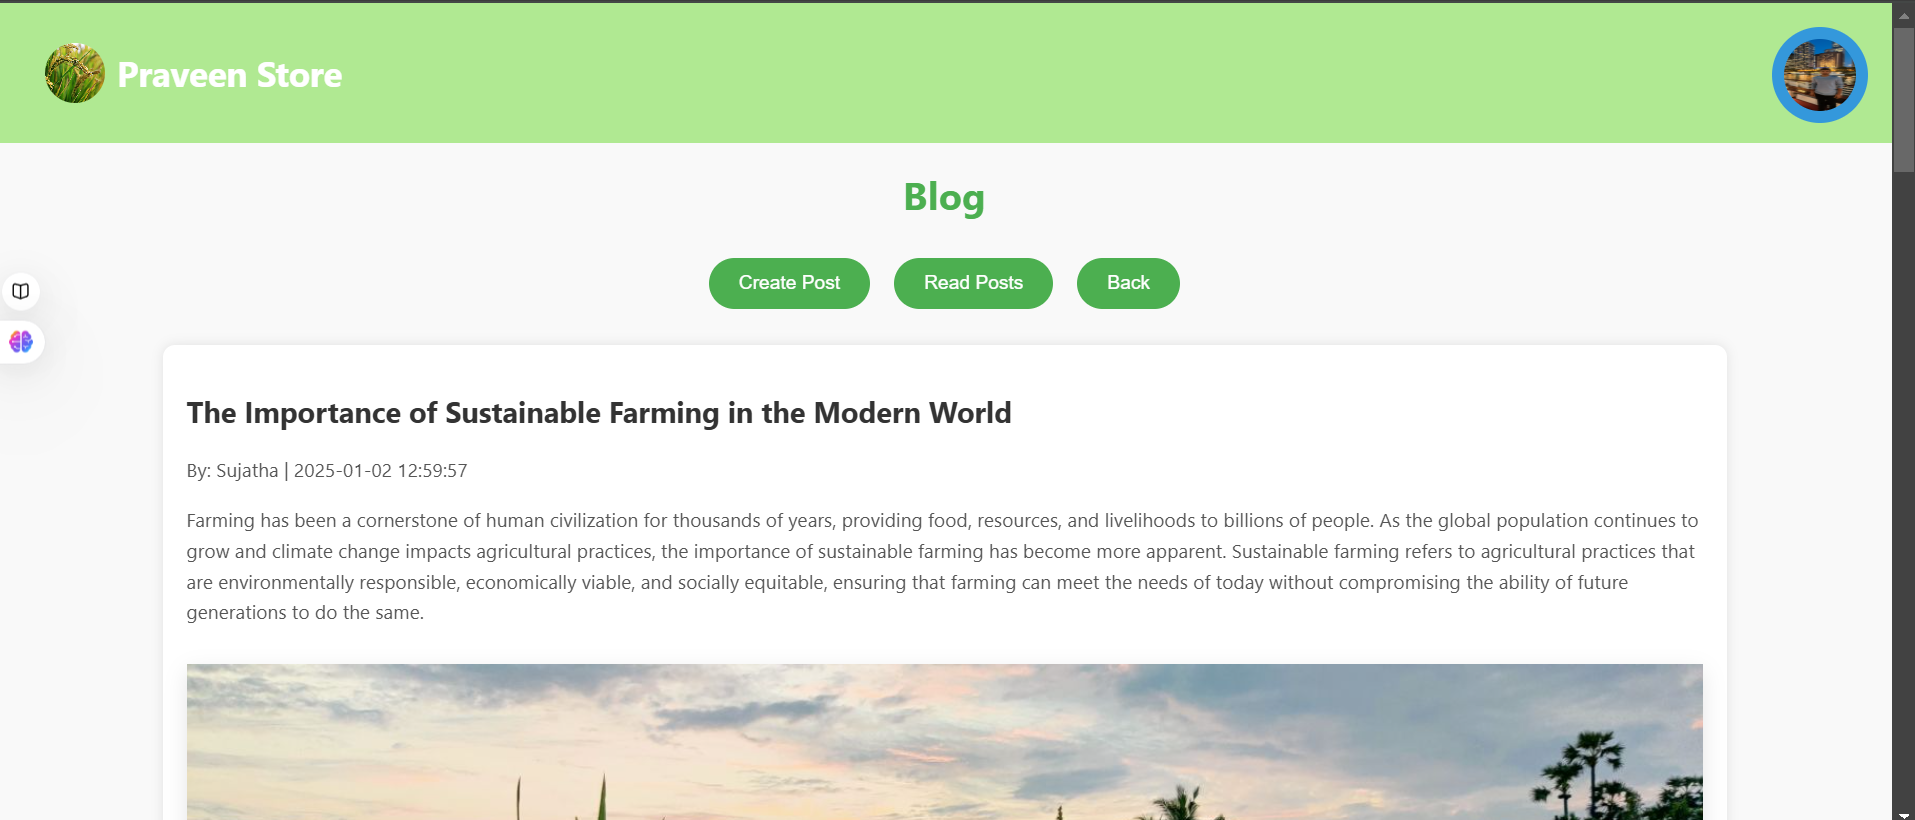 Praveen Store
Blog
Create Post
Read Posts
Back
The Importance of Sustainable Farming in the Modern World
By: Sujatha | 2025-01-02 12:59:57
Farming has been a cornerstone of human civilization for thousands of years, providing food, resources, and livelihoods to billions of people. As the global population continues to
grow and climate change impacts agricultural practices, the importance of sustainable farming has become more apparent. Sustainable farming refers to agricultural practices that
are environmentally responsible, economically viable, and socially equitable, ensuring that farming can meet the needs of today without compromising the ability of future
generations to do the same.